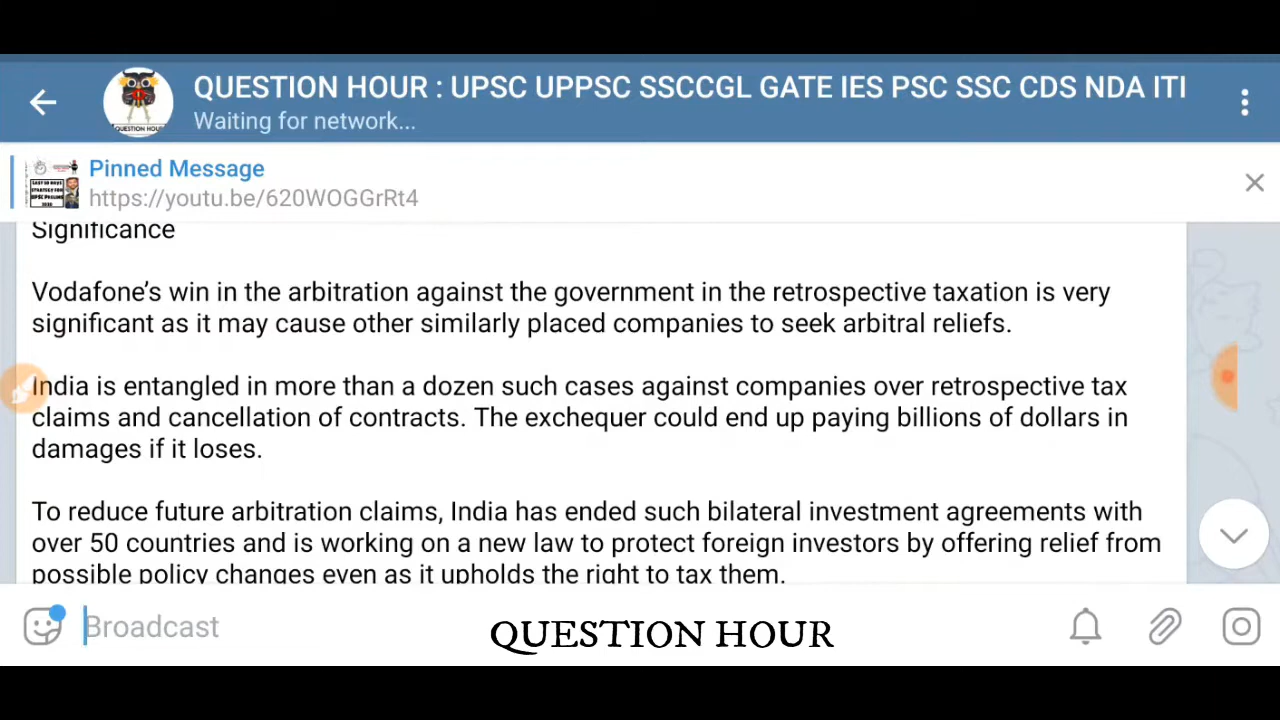 QUESTION HOUR : UPSC UPPSC SSCCGL GATE IES PSC SSC CDS NDA ITI
Waiting for network...
QUESTION HOUR
Pinned Message
https://youtu.be/620WOGGrRt4
Significance
Vodafone’s win in the arbitration against the government in the retrospective taxation is very
significant as it may cause other similarly placed companies to seek arbitral reliefs.
India is entangled in more than a dozen such cases against companies over retrospective tax
claims and cancellation of contracts. The exchequer could end up paying billions of dollars in
damages if it loses.
To reduce future arbitration claims, India has ended such bilateral investment agreements with
over 50 countries and is working on a new law to protect foreign investors by offering relief from
possible policy changes even as it upholds the right to tax them.
Broadcast
QUESTION HOUR